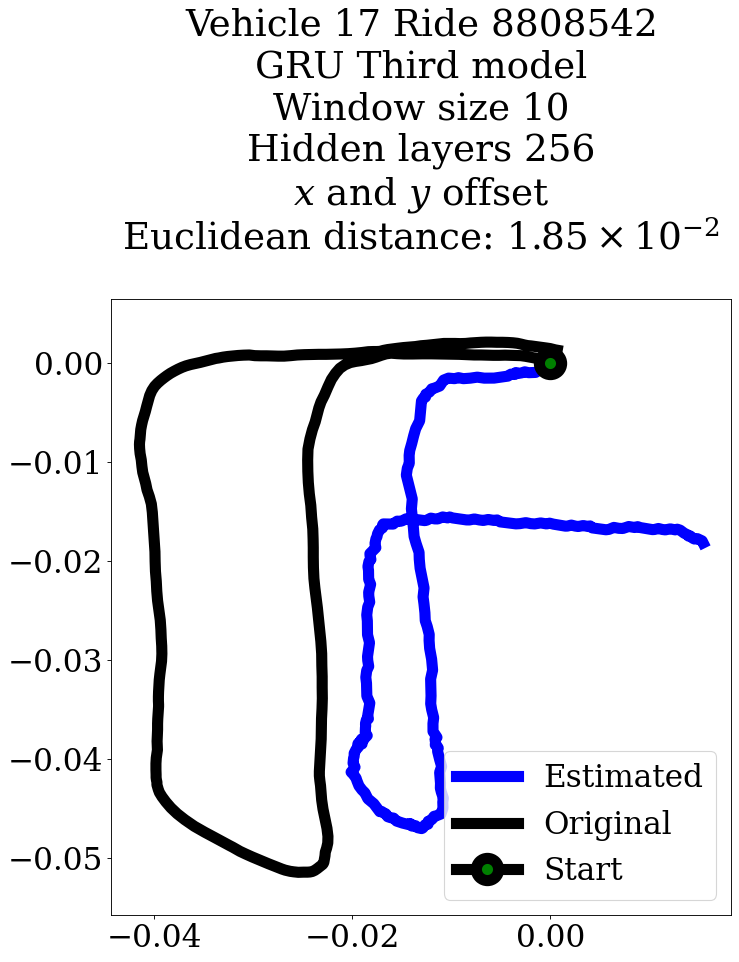 Vehicle 17 Ride 8808542
GRU Third model
Window size 10
Hidden layers 256
x and y offset
Euclidean distance: 1.85 × 10⁻²
0.00
−0.01
−0.02
−0.03
−0.04
−0.05
Estimated
Original
Start
−0.04 −0.02 0.00